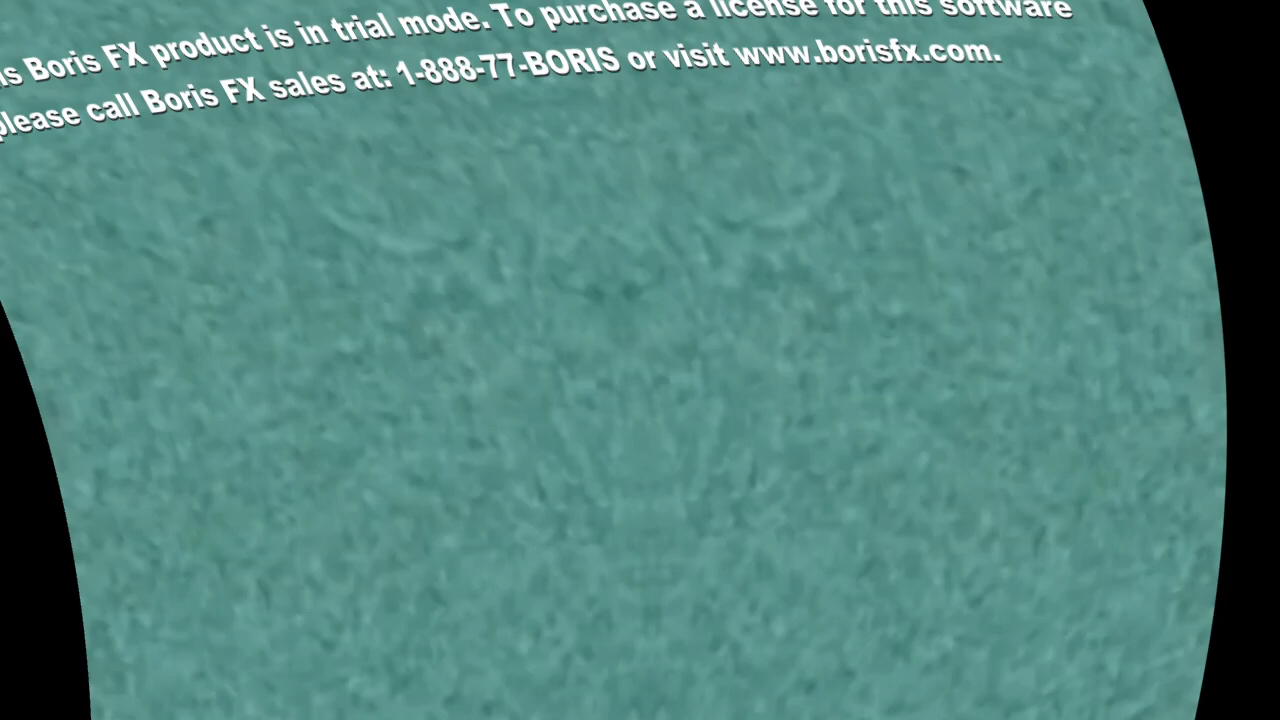 is Boris FX product is in trial mode. To purchase a license for this software
please call Boris FX sales at: 1-888-77-BORIS or visit www.borisfx.com.